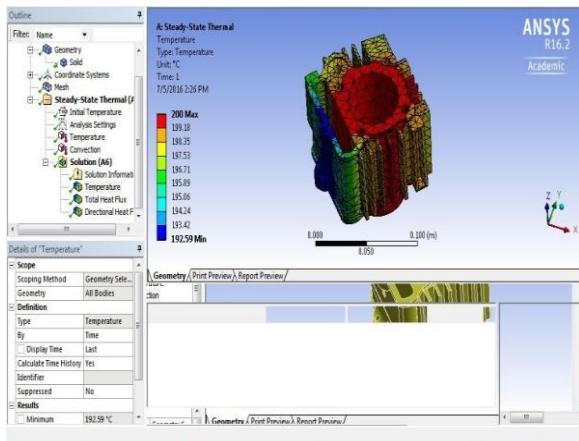 Outline
Filter: Name
Geometry
Solid
Coordinate Systems
Mesh
Steady-State Thermal (A
Initial Temperature
Analysis Settings
Temperature
Convection
Solution (A6)
Solution Informati
Temperature
Total Heat Flux
Directional Heat F
Details of "Temperature"
Scope
Scoping Method Geometry Sele...
Geometry All Bodies
Definition
Type Temperature
By Time
Display Time Last
Calculate Time History Yes
Identifier
Suppressed No
Results
Minimum 192.59 °C
A: Steady-State Thermal
Temperature
Type: Temperature
Unit: °C
Time: 1
7/5/2016 2:26 PM
200 Max
199.18
198.35
197.53
196.71
195.89
195.06
194.24
193.42
192.59 Min
ANSYS
R16.2
Academic
Y
Z
X
0.000 0.100 (m)
0.050
Geometry Print Preview Report Preview
ction
Geometry Print Preview Report Preview